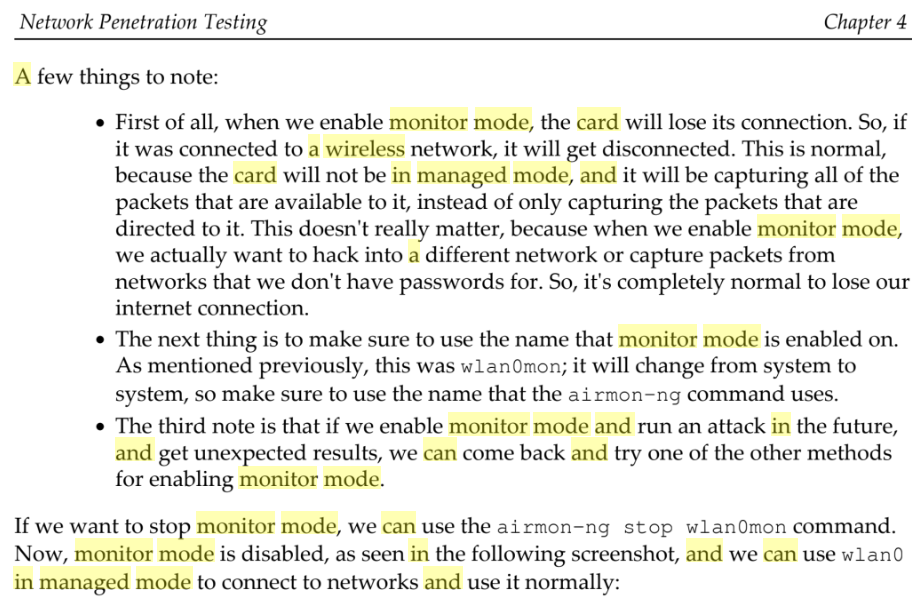 Network Penetration Testing Chapter 4
A few things to note:
• First of all, when we enable monitor mode, the card will lose its connection. So, if
it was connected to a wireless network, it will get disconnected. This is normal,
because the card will not be in managed mode, and it will be capturing all of the
packets that are available to it, instead of only capturing the packets that are
directed to it. This doesn't really matter, because when we enable monitor mode,
we actually want to hack into a different network or capture packets from
networks that we don't have passwords for. So, it's completely normal to lose our
internet connection.
• The next thing is to make sure to use the name that monitor mode is enabled on.
As mentioned previously, this was wlan0mon; it will change from system to
system, so make sure to use the name that the airmon-ng command uses.
• The third note is that if we enable monitor mode and run an attack in the future,
and get unexpected results, we can come back and try one of the other methods
for enabling monitor mode.
If we want to stop monitor mode, we can use the airmon-ng stop wlan0mon command.
Now, monitor mode is disabled, as seen in the following screenshot, and we can use wlan0
in managed mode to connect to networks and use it normally: